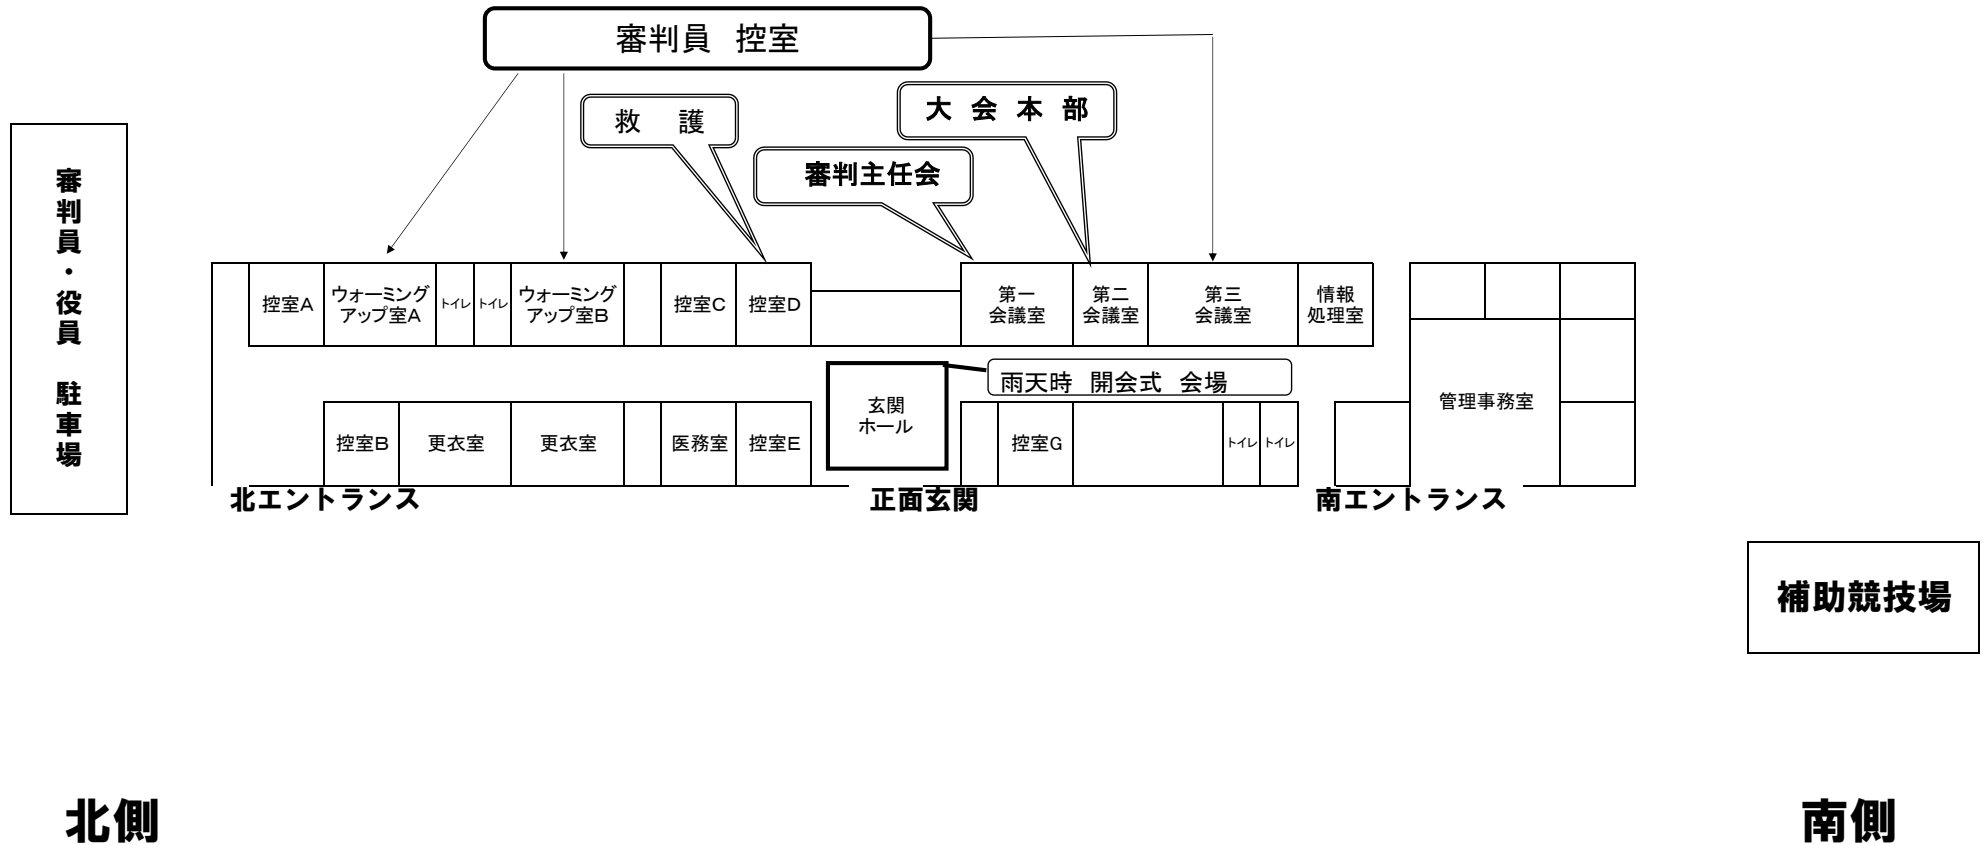 審判員　控室
救　護
大 会 本 部
審判主任会
審判員・役員　駐車場
控室A
ウォーミング
アップ室A
トイレ
トイレ
ウォーミング
アップ室B
控室C
控室D
第一
会議室
第二
会議室
第三
会議室
情報
処理室
雨天時　開会式　会場
玄関
ホール
管理事務室
控室B
更衣室
更衣室
医務室
控室E
控室G
トイレ
トイレ
北エントランス
正面玄関
南エントランス
補助競技場
北側
南側